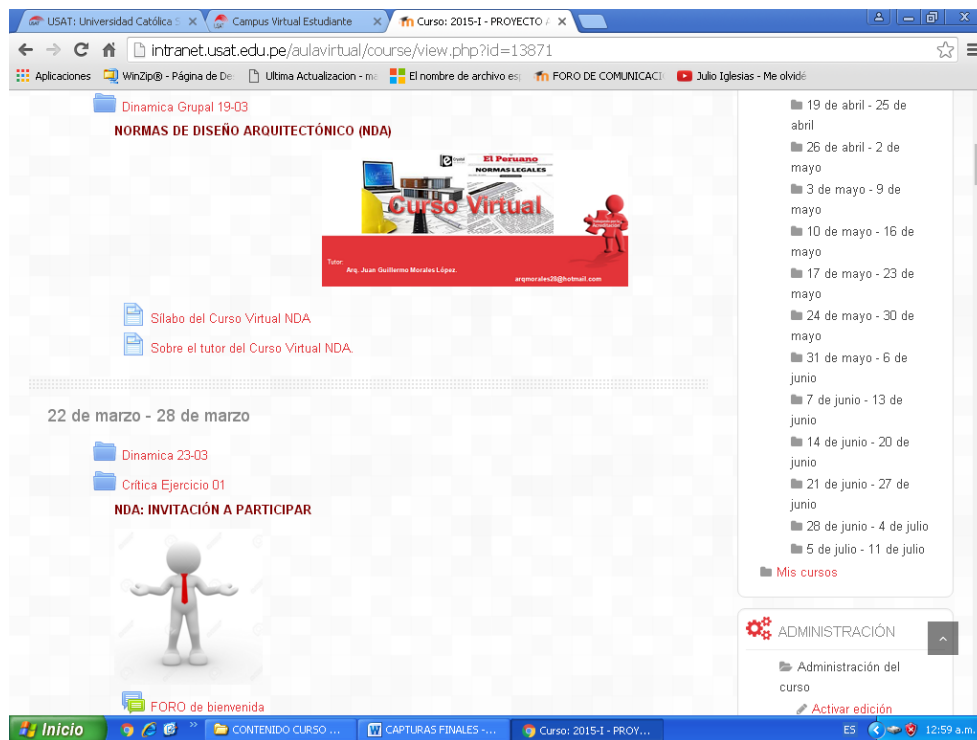 USAT: Universidad Católica S
Campus Virtual Estudiante
Curso: 2015-I - PROYECTO A
intranet.usat.edu.pe/aulavirtual/course/view.php?id=13871
Aplicaciones
WinZip® - Página de De
Ultima Actualizacion - ma
El nombre de archivo esp
FORO DE COMUNICACI
Julio Iglesias - Me olvidé
Dinamica Grupal 19-03
NORMAS DE DISEÑO ARQUITECTÓNICO (NDA)
El Peruano
NORMAS LEGALES
Curso Virtual
Tutor:
Arq. Juan Guillermo Morales López.
arqmorales28@hotmail.com
Sílabo del Curso Virtual NDA
Sobre el tutor del Curso Virtual NDA.
22 de marzo - 28 de marzo
Dinamica 23-03
Crítica Ejercicio 01
NDA: INVITACIÓN A PARTICIPAR
FORO de bienvenida
19 de abril - 25 de
abril
26 de abril - 2 de
mayo
3 de mayo - 9 de
mayo
10 de mayo - 16 de
mayo
17 de mayo - 23 de
mayo
24 de mayo - 30 de
mayo
31 de mayo - 6 de
junio
7 de junio - 13 de
junio
14 de junio - 20 de
junio
21 de junio - 27 de
junio
28 de junio - 4 de julio
5 de julio - 11 de julio
Mis cursos
ADMINISTRACIÓN
Administración del
curso
Activar edición
Inicio
CONTENIDO CURSO ...
CAPTURAS FINALES -...
Curso: 2015-I - PROY...
ES
12:59 a.m.